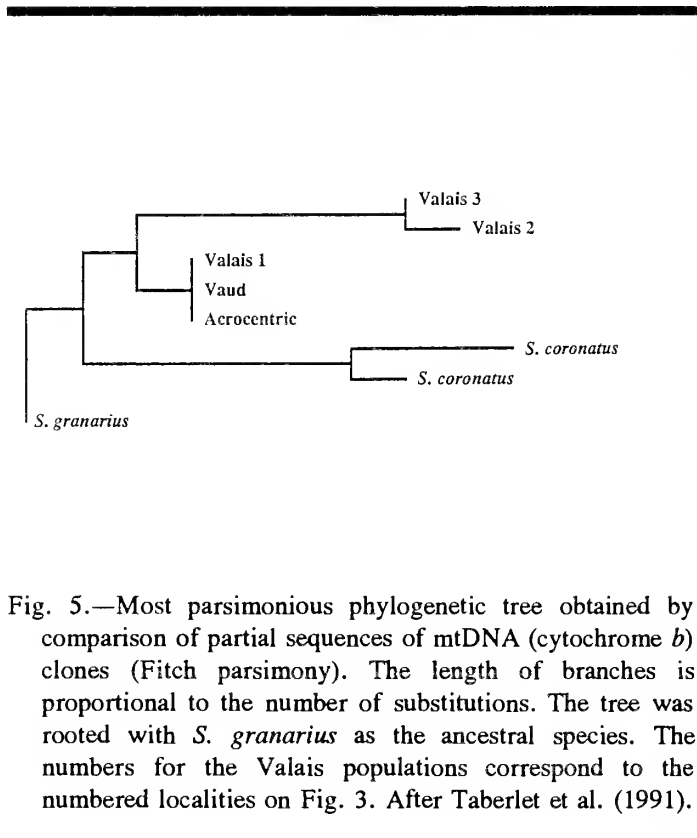 Valais 3
Valais 2
Valais 1
Vaud
Acrocentric
S. coronatus
S. coronatus
S. granarius
Fig. 5.—Most parsimonious phylogenetic tree obtained by
comparison of partial sequences of mtDNA (cytochrome b)
clones (Fitch parsimony). The length of branches is
proportional to the number of substitutions. The tree was
rooted with S. granarius as the ancestral species. The
numbers for the Valais populations correspond to the
numbered localities on Fig. 3. After Taberlet et al. (1991).